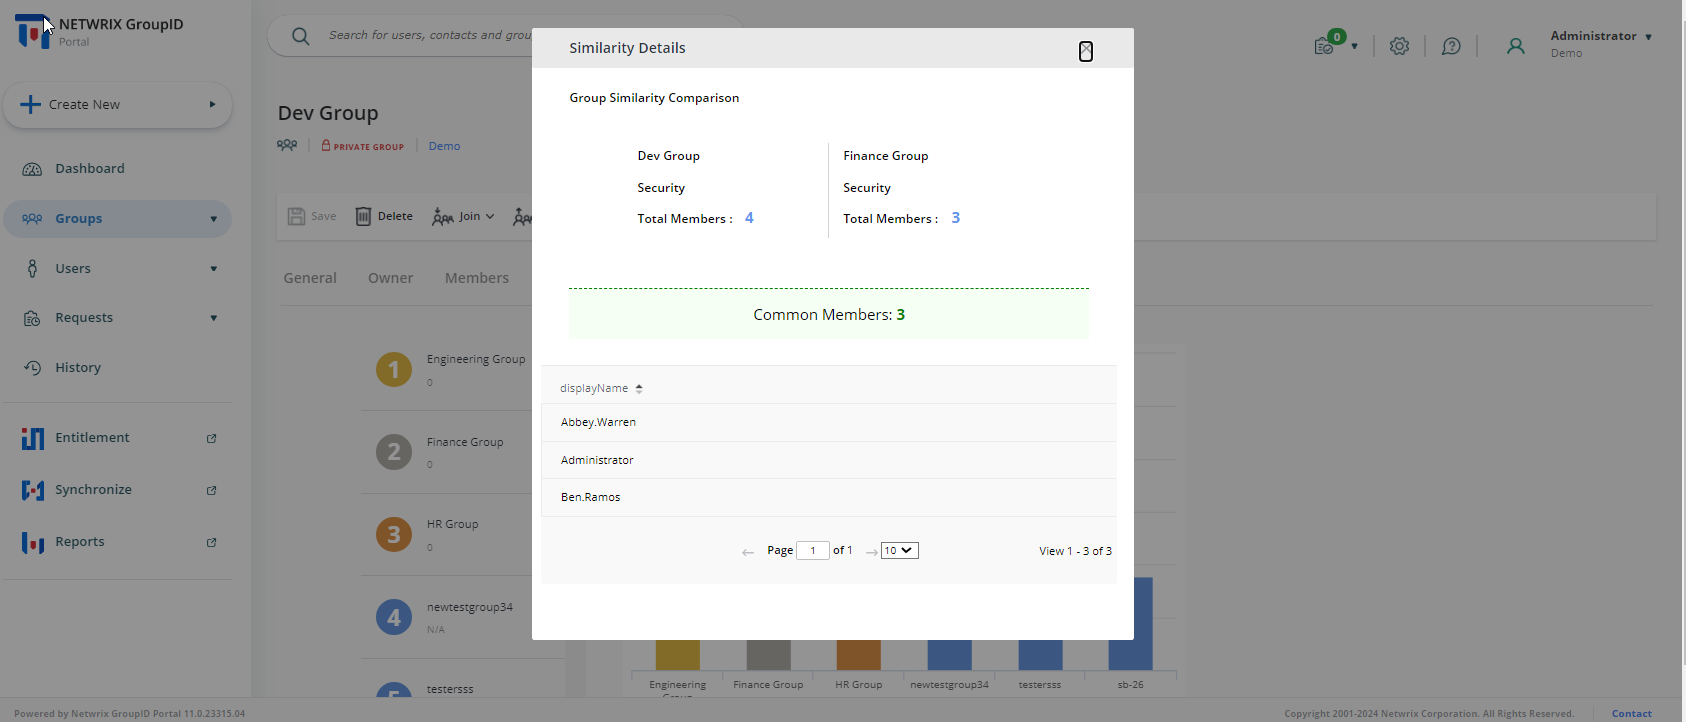 NETWRIX GroupID
Portal
Search for users, contacts and grou
0
Administrator
Demo
Create New
Dashboard
Groups
Users
Requests
History
Entitlement
Synchronize
Reports
Dev Group
PRIVATE GROUP
Demo
Save
Delete
Join
General
Owner
Members
1
Engineering Group
0
2
Finance Group
0
3
HR Group
0
4
newtestgroup34
N/A
5
testersss
Similarity Details
Group Similarity Comparison
Dev Group
Security
Total Members : 4
Finance Group
Security
Total Members : 3
Common Members: 3
displayName
Abbey.Warren
Administrator
Ben.Ramos
Page 1 of 1
10
View 1 - 3 of 3
Engineering Group
Finance Group
HR Group
newtestgroup34
testersss
sb-26
Powered by Netwrix GroupID Portal 11.0.23315.04
Copyright 2001-2024 Netwrix Corporation. All Rights Reserved.
Contact